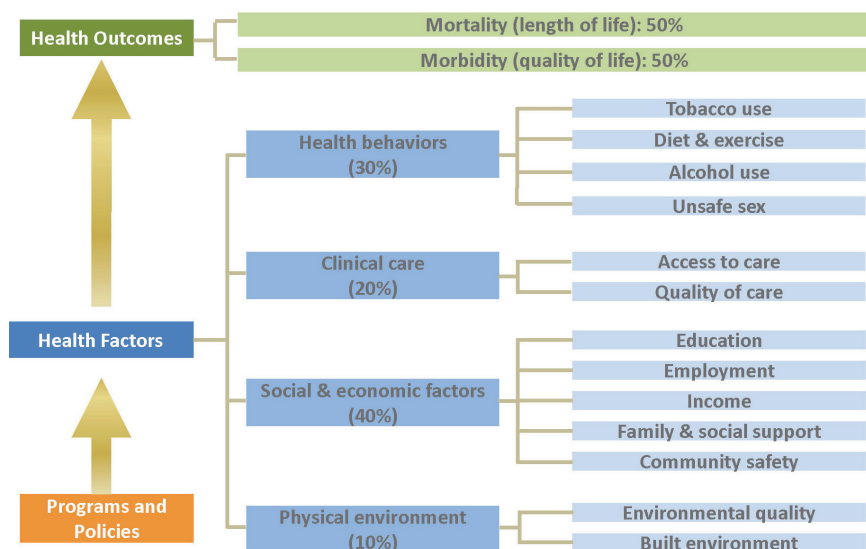 Health Outcomes
Mortality (length of life): 50%
Morbidity (quality of life): 50%
Health Factors
Programs and
Policies
Health behaviors
(30%)
Tobacco use
Diet & exercise
Alcohol use
Unsafe sex
Clinical care
(20%)
Access to care
Quality of care
Social & economic factors
(40%)
Education
Employment
Income
Family & social support
Community safety
Physical environment
(10%)
Environmental quality
Built environment